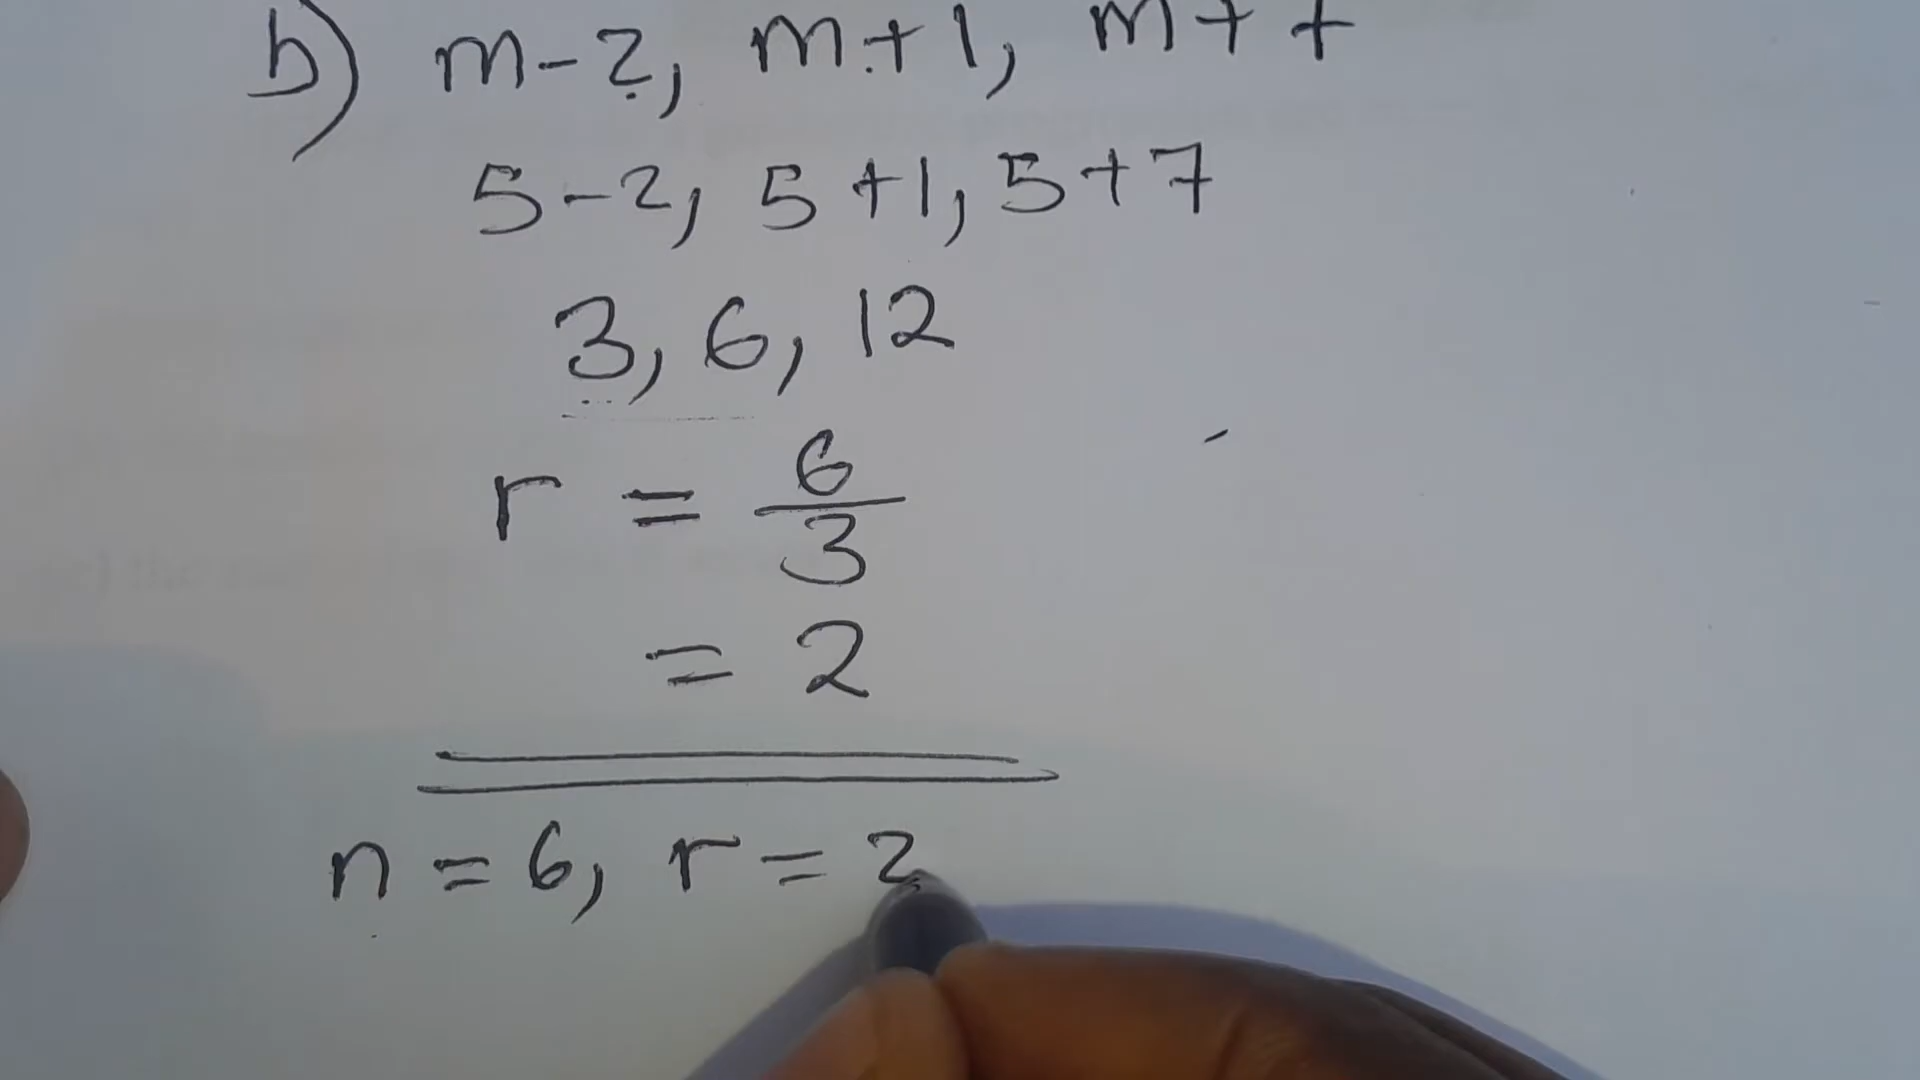 b) m-2, m+1, m+7
5-2, 5+1, 5+7
3, 6, 12
r = 6/3
= 2
n = 6, r = 2